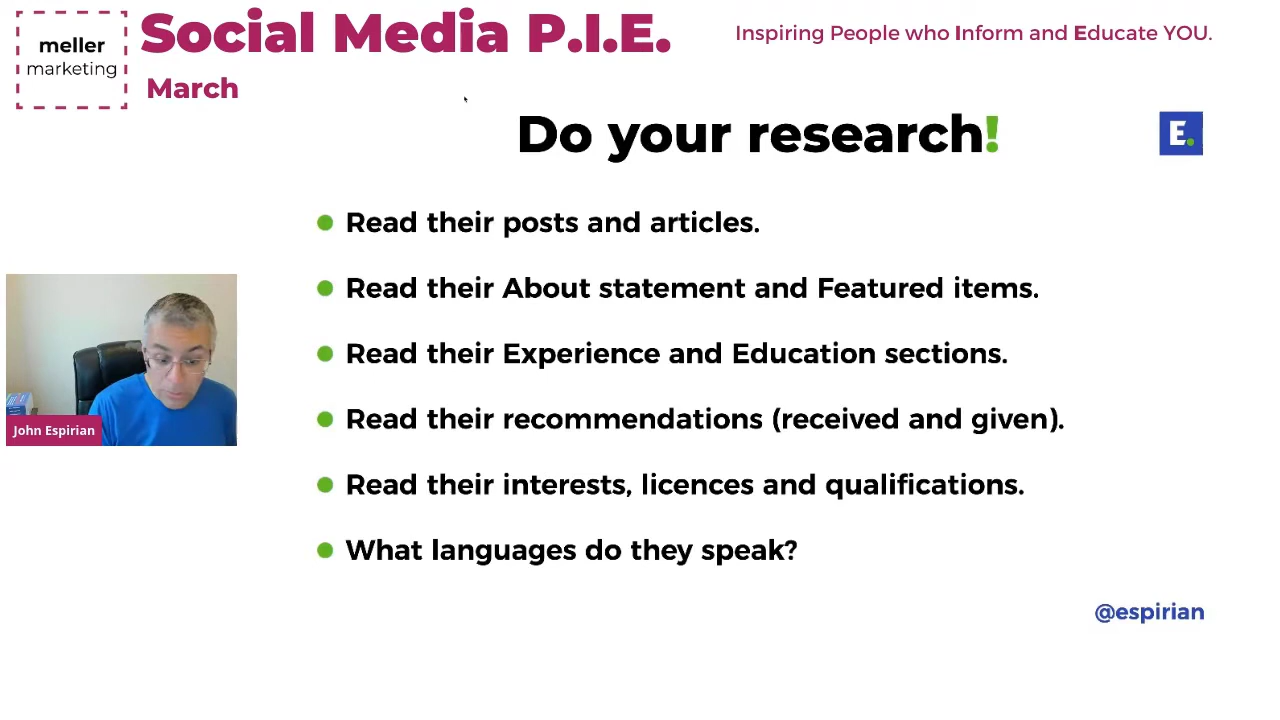 meller
marketing
Social Media P.I.E.
March
Inspiring People who Inform and Educate YOU.
Do your research!
E.
Read their posts and articles.
Read their About statement and Featured items.
Read their Experience and Education sections.
Read their recommendations (received and given).
Read their interests, licences and qualifications.
What languages do they speak?
John Espirian
@espirian